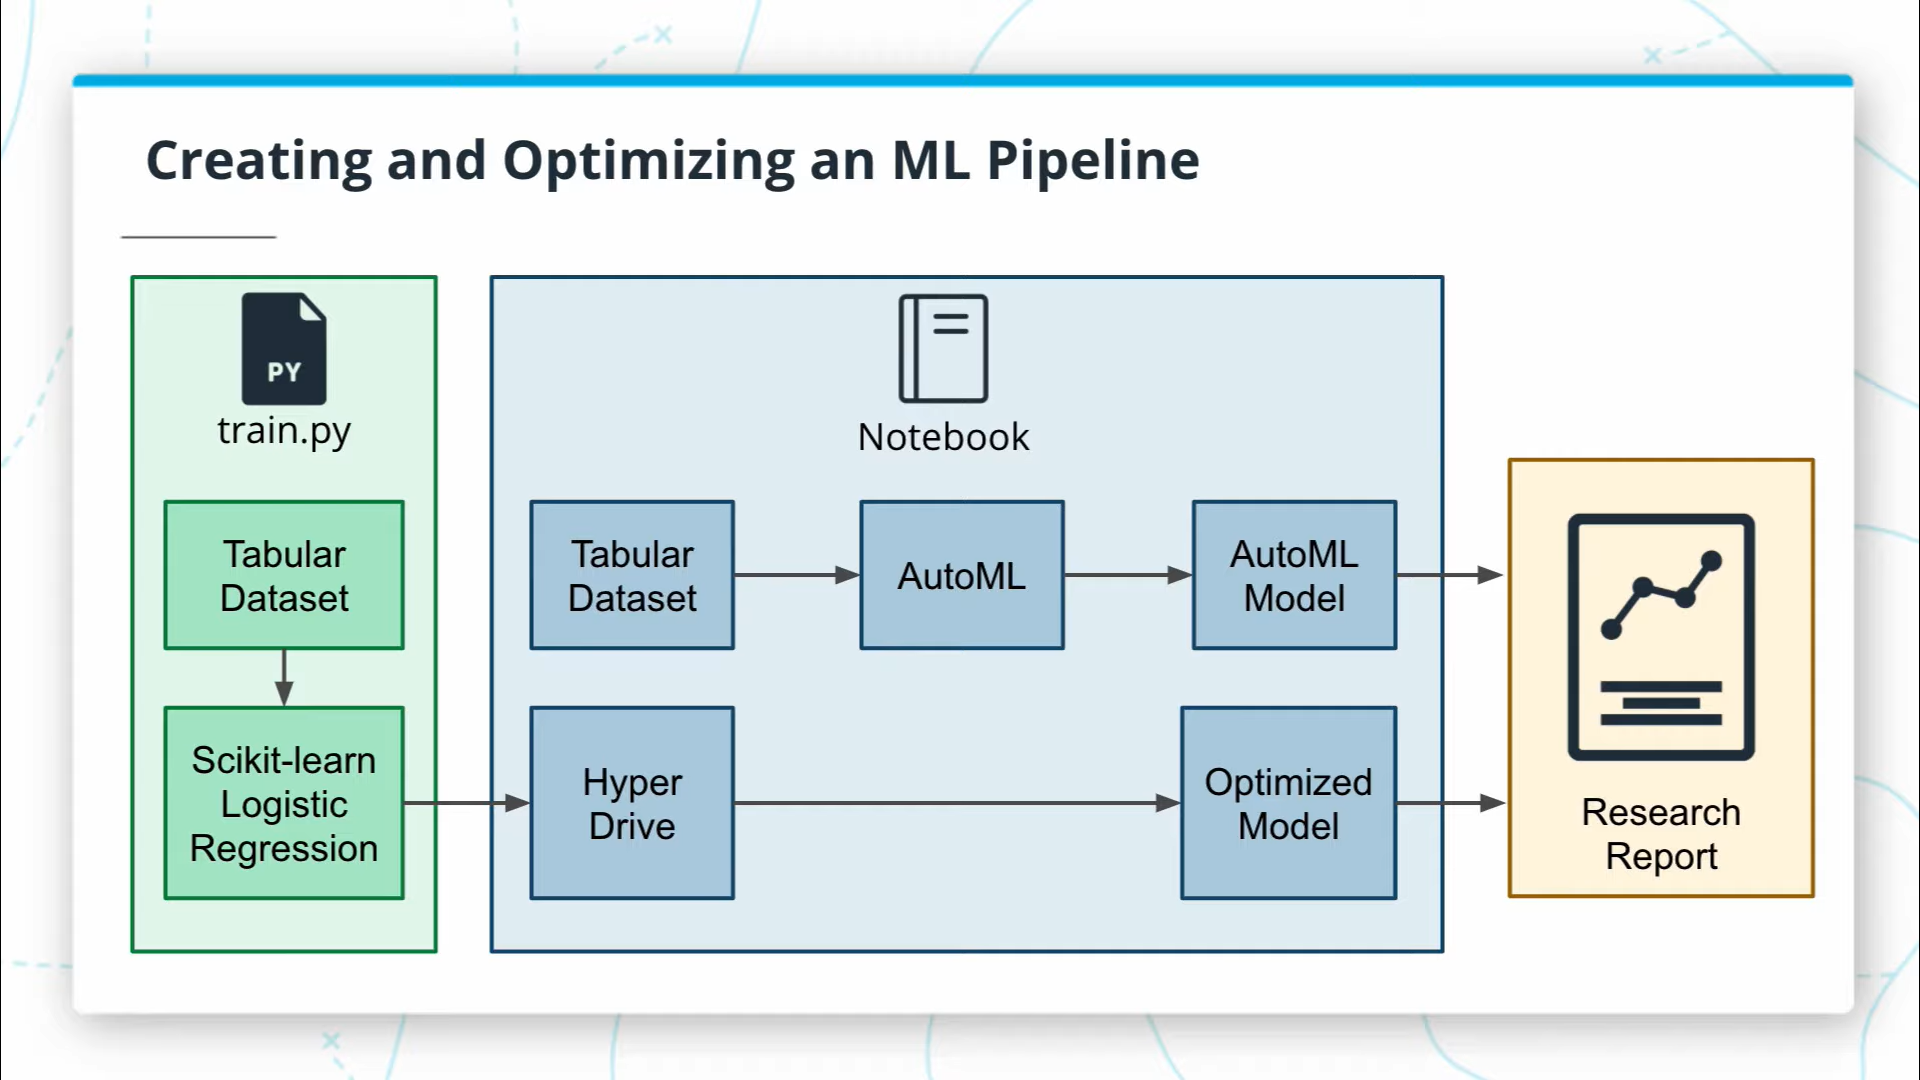 Creating and Optimizing an ML Pipeline
PY
train.py
Tabular
Dataset
Scikit-learn
Logistic
Regression
Notebook
Tabular
Dataset
AutoML
AutoML
Model
Hyper
Drive
Optimized
Model
Research
Report